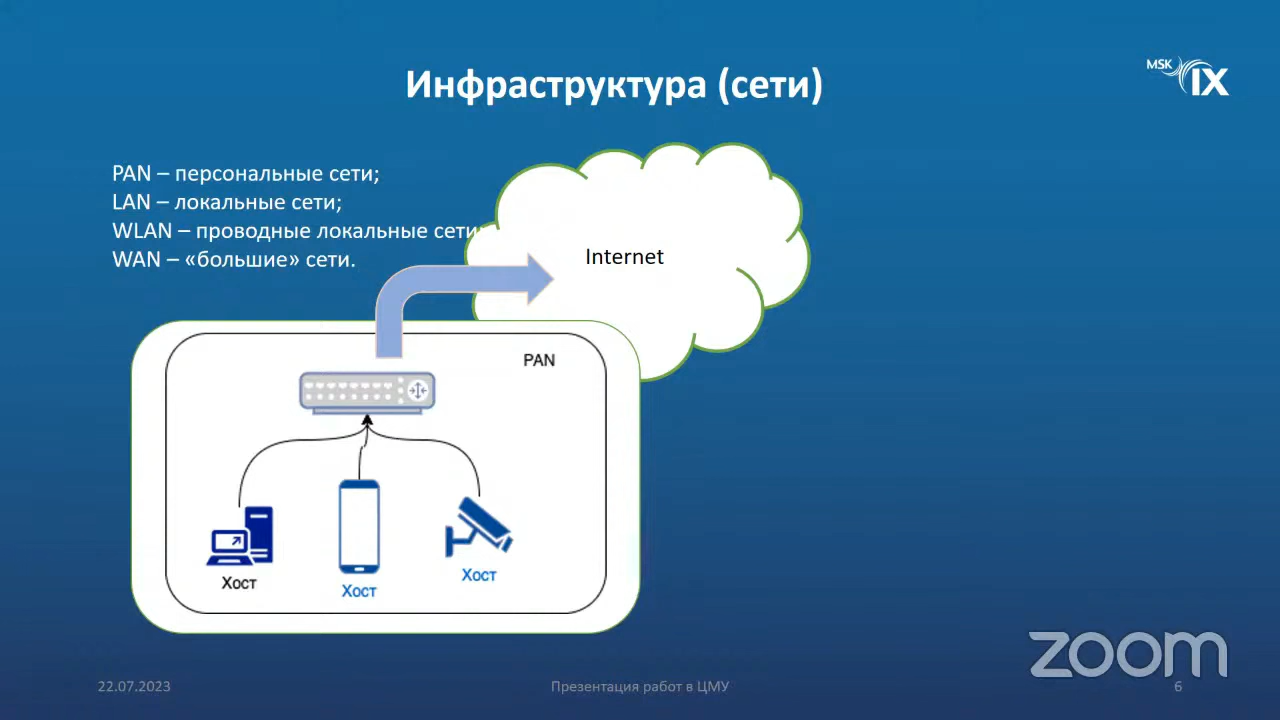 Инфраструктура (сети)
MSK
IX
PAN – персональные сети;
LAN – локальные сети;
WLAN – проводные локальные сети;
WAN – «большие» сети.
Internet
PAN
Хост
Хост
Хост
zoom
22.07.2023
Презентация работ в ЦМУ
6